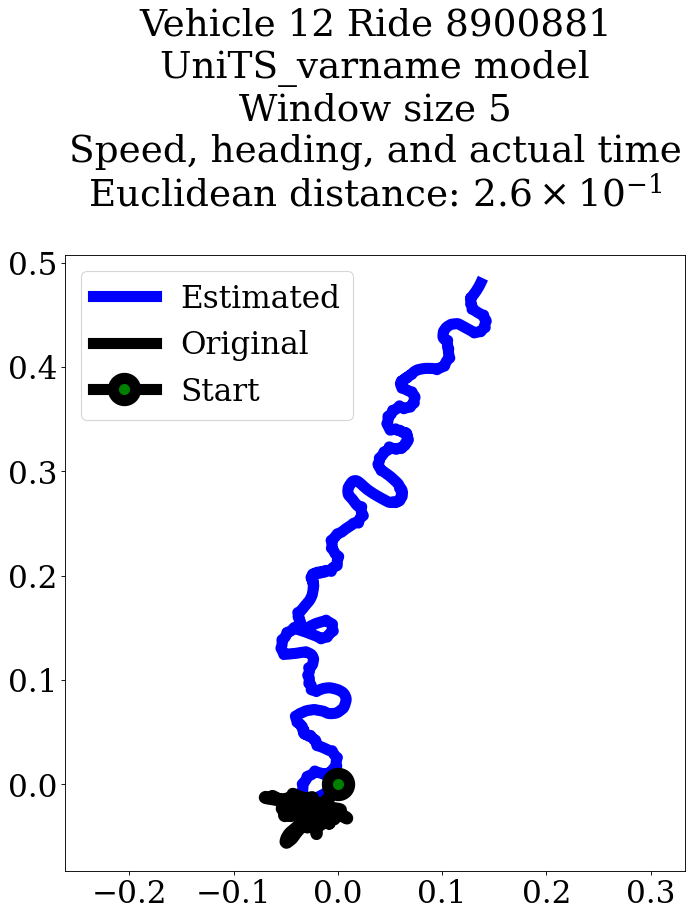 Vehicle 12 Ride 8900881
UniTS_varname model
Window size 5
Speed, heading, and actual time
Euclidean distance: 2.6 × 10⁻¹
0.5
0.4
0.3
0.2
0.1
0.0
Estimated
Original
Start
−0.2 −0.1 0.0 0.1 0.2 0.3